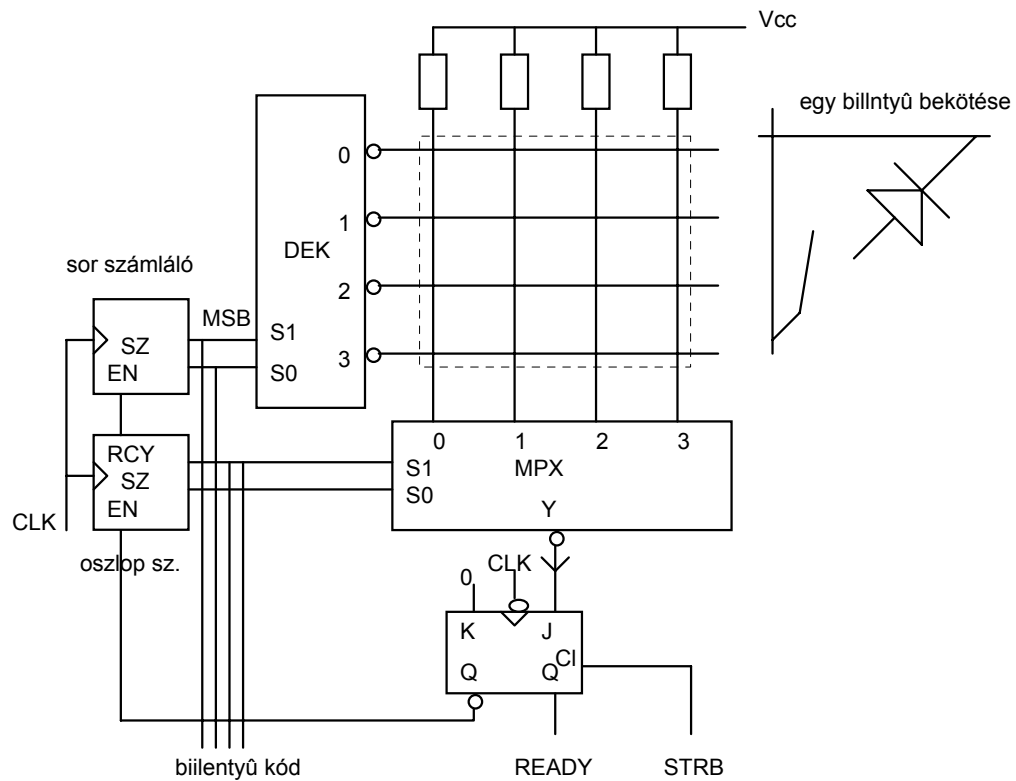 Vcc
egy billntyû bekötése
0
1
DEK
2
3
sor számláló
MSB
S1
S0
SZ
EN
RCY
SZ
EN
CLK
oszlop sz.
0 1 2 3
S1
S0
MPX
Y
CLK
0
K J
Q Q Cl
biilentyû kód
READY
STRB